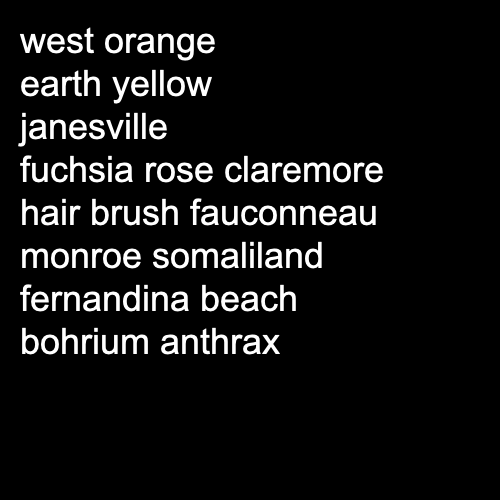 west orange
earth yellow
janesville
fuchsia rose claremore
hair brush fauconneau
monroe somaliland
fernandina beach
bohrium anthrax